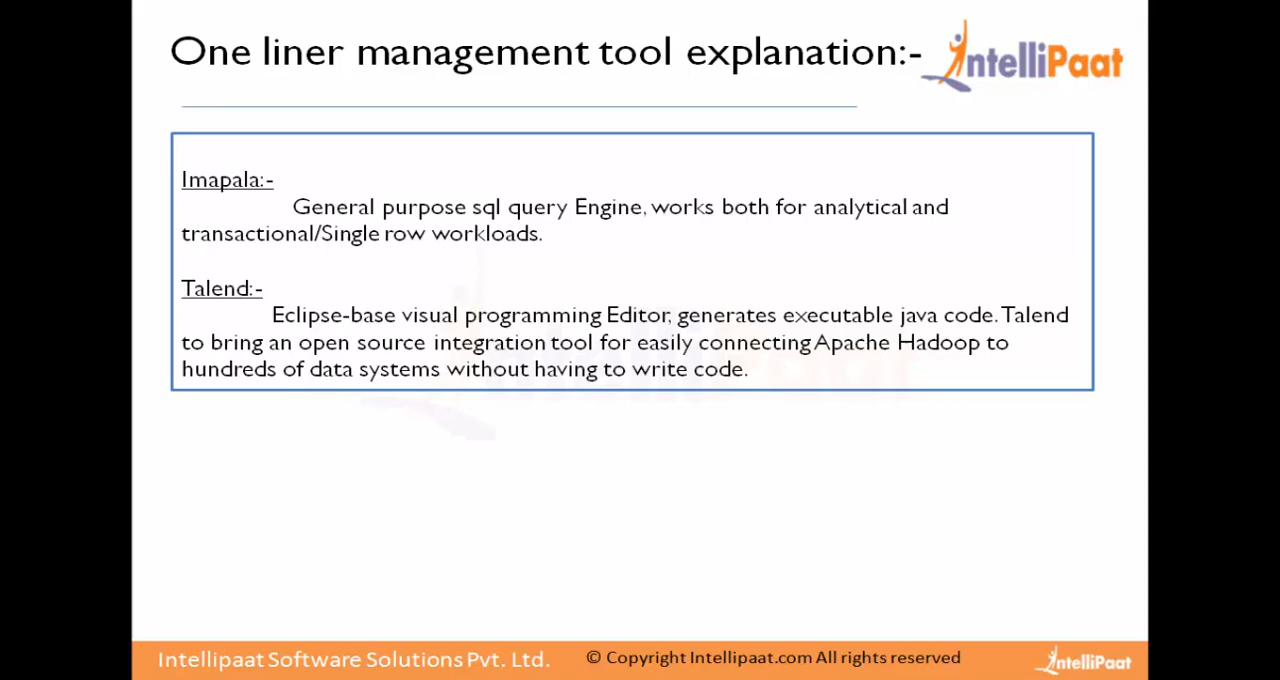 One liner management tool explanation:-
IntelliPaat
Imapala:-
General purpose sql query Engine, works both for analytical and
transactional/Single row workloads.
Talend:-
Eclipse-base visual programming Editor, generates executable java code. Talend
to bring an open source integration tool for easily connecting Apache Hadoop to
hundreds of data systems without having to write code.
Intellipaat Software Solutions Pvt. Ltd. © Copyright Intellipaat.com All rights reserved IntelliPaat